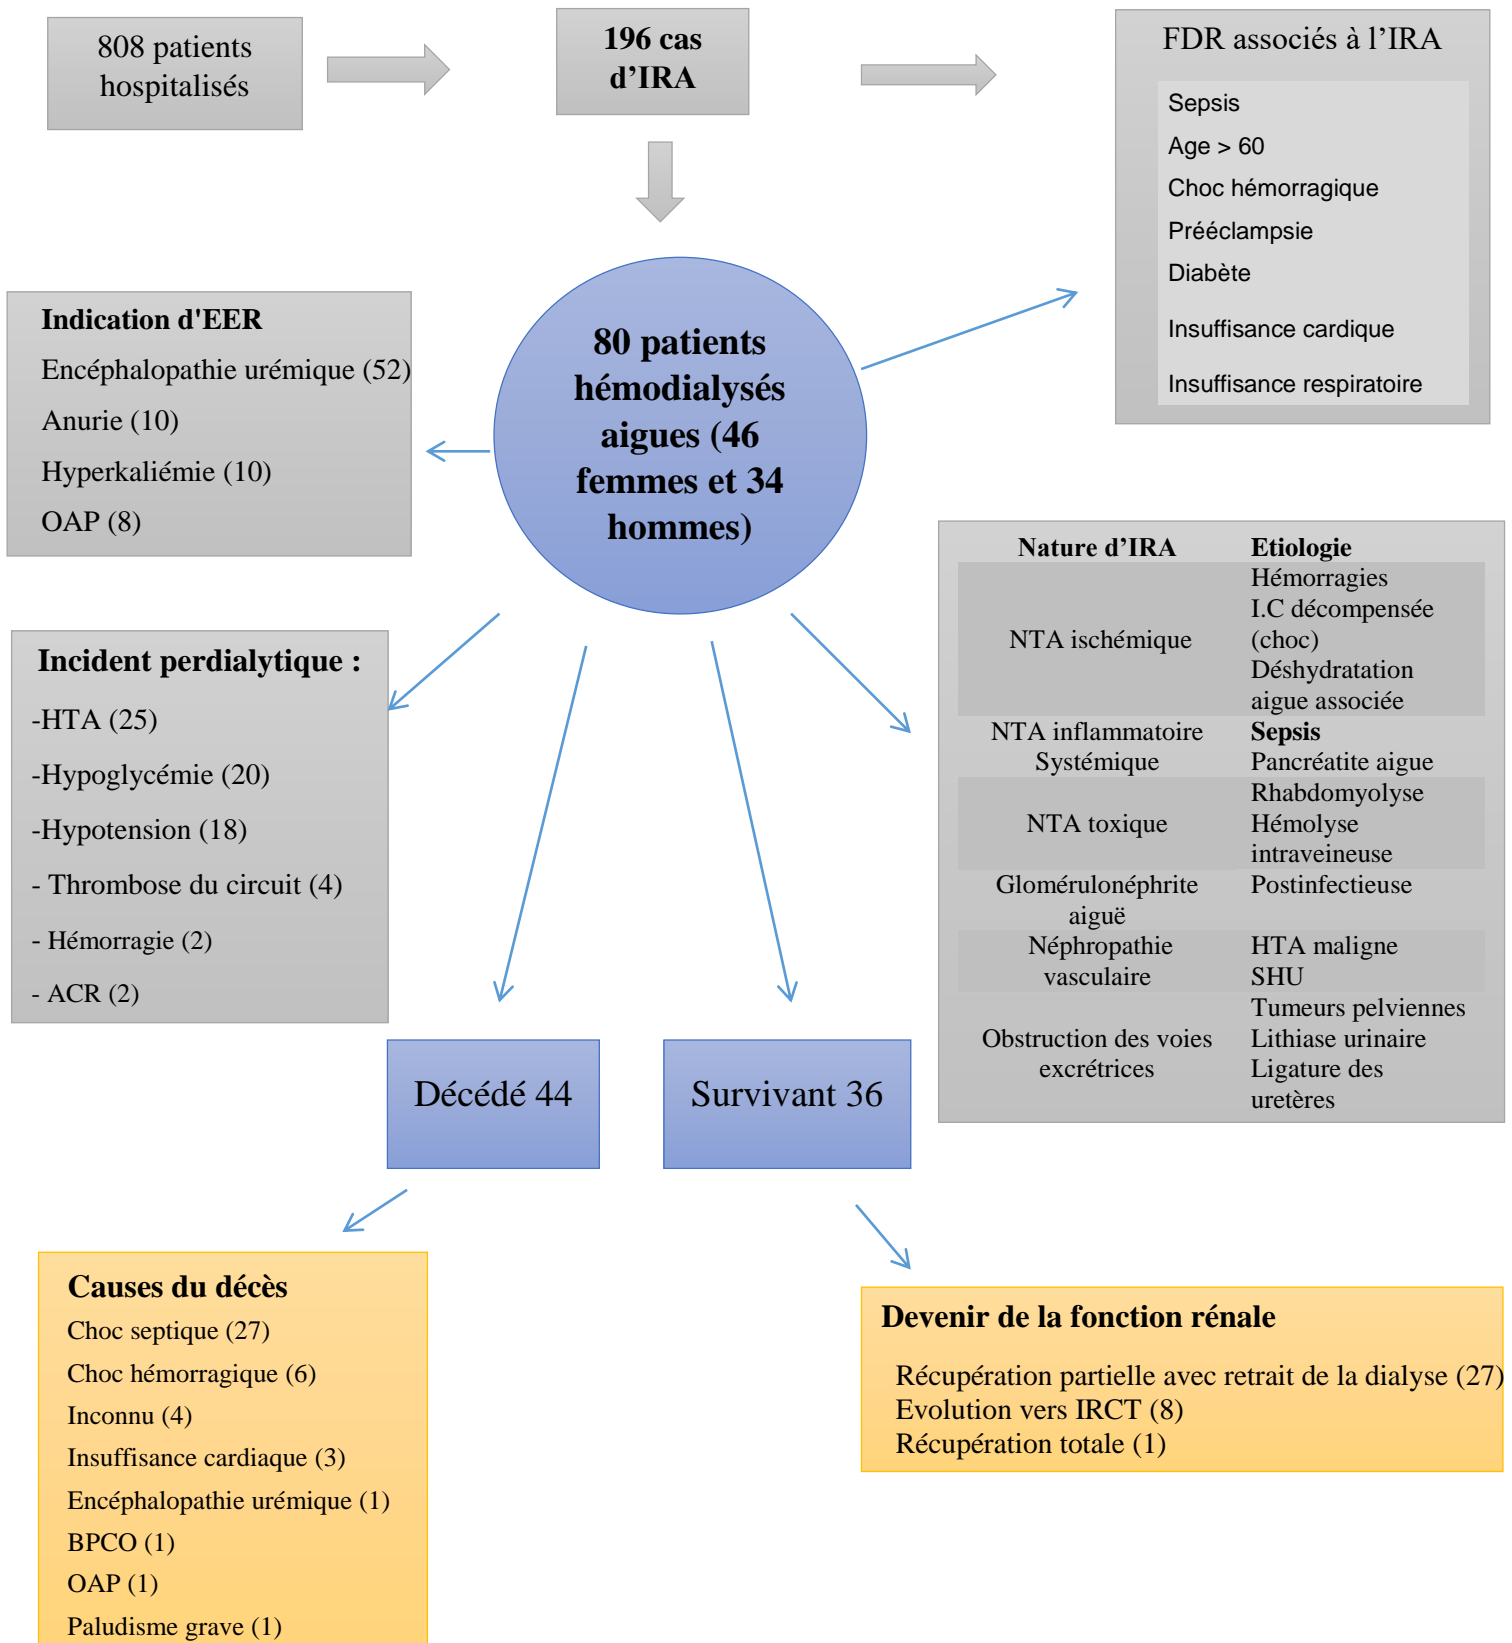 808 patients
hospitalisés
196 cas
d’IRA
FDR associés à l’IRA
Sepsis
Age > 60
Choc hémorragique
Prééclampsie
Diabète
Insuffisance cardique
Insuffisance respiratoire
80 patients
hémodialysés
aigues (46
femmes et 34
hommes)
Indication d'EER
Encéphalopathie urémique (52)
Anurie (10)
Hyperkaliémie (10)
OAP (8)
Incident perdialytique :
-HTA (25)
-Hypoglycémie (20)
-Hypotension (18)
- Thrombose du circuit (4)
- Hémorragie (2)
- ACR (2)
Nature d’IRA Etiologie
Hémorragies
I.C décompensée
NTA ischémique (choc)
Déshydratation
aigue associée
NTA inflammatoire Sepsis
Systémique Pancréatite aigue
Rhabdomyolyse
NTA toxique Hémolyse
intraveineuse
Glomérulonéphrite Postinfectieuse
aiguë
Néphropathie HTA maligne
vasculaire SHU
Tumeurs pelviennes
Obstruction des voies Lithiase urinaire
excrétrices Ligature des
uretères
Décédé 44
Survivant 36
Causes du décès
Choc septique (27)
Choc hémorragique (6)
Inconnu (4)
Insuffisance cardiaque (3)
Encéphalopathie urémique (1)
BPCO (1)
OAP (1)
Paludisme grave (1)
Devenir de la fonction rénale
Récupération partielle avec retrait de la dialyse (27)
Evolution vers IRCT (8)
Récupération totale (1)